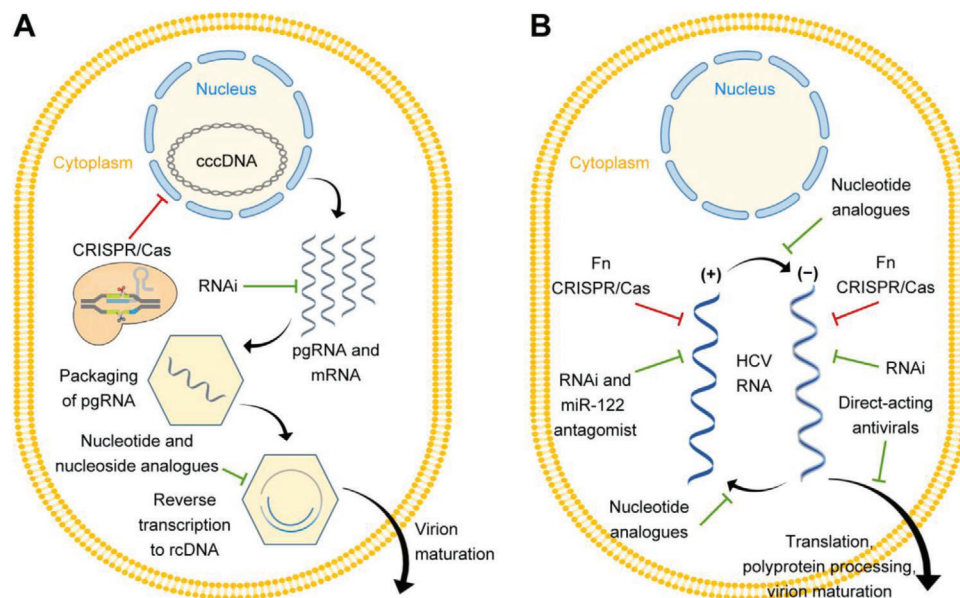 A
Nucleus
cccDNA
Cytoplasm
CRISPR/Cas
RNAi
pgRNA and
mRNA
Packaging
of pgRNA
Nucleotide and
nucleoside analogues
Reverse
transcription
to rcDNA
Virion
maturation
B
Nucleus
Cytoplasm
Nucleotide
analogues
Fn
CRISPR/Cas
(+)
(−)
Fn
CRISPR/Cas
HCV
RNA
RNAi and
miR-122
antagomist
RNAi
Direct-acting
antivirals
Nucleotide
analogues
Translation,
polyprotein processing,
virion maturation